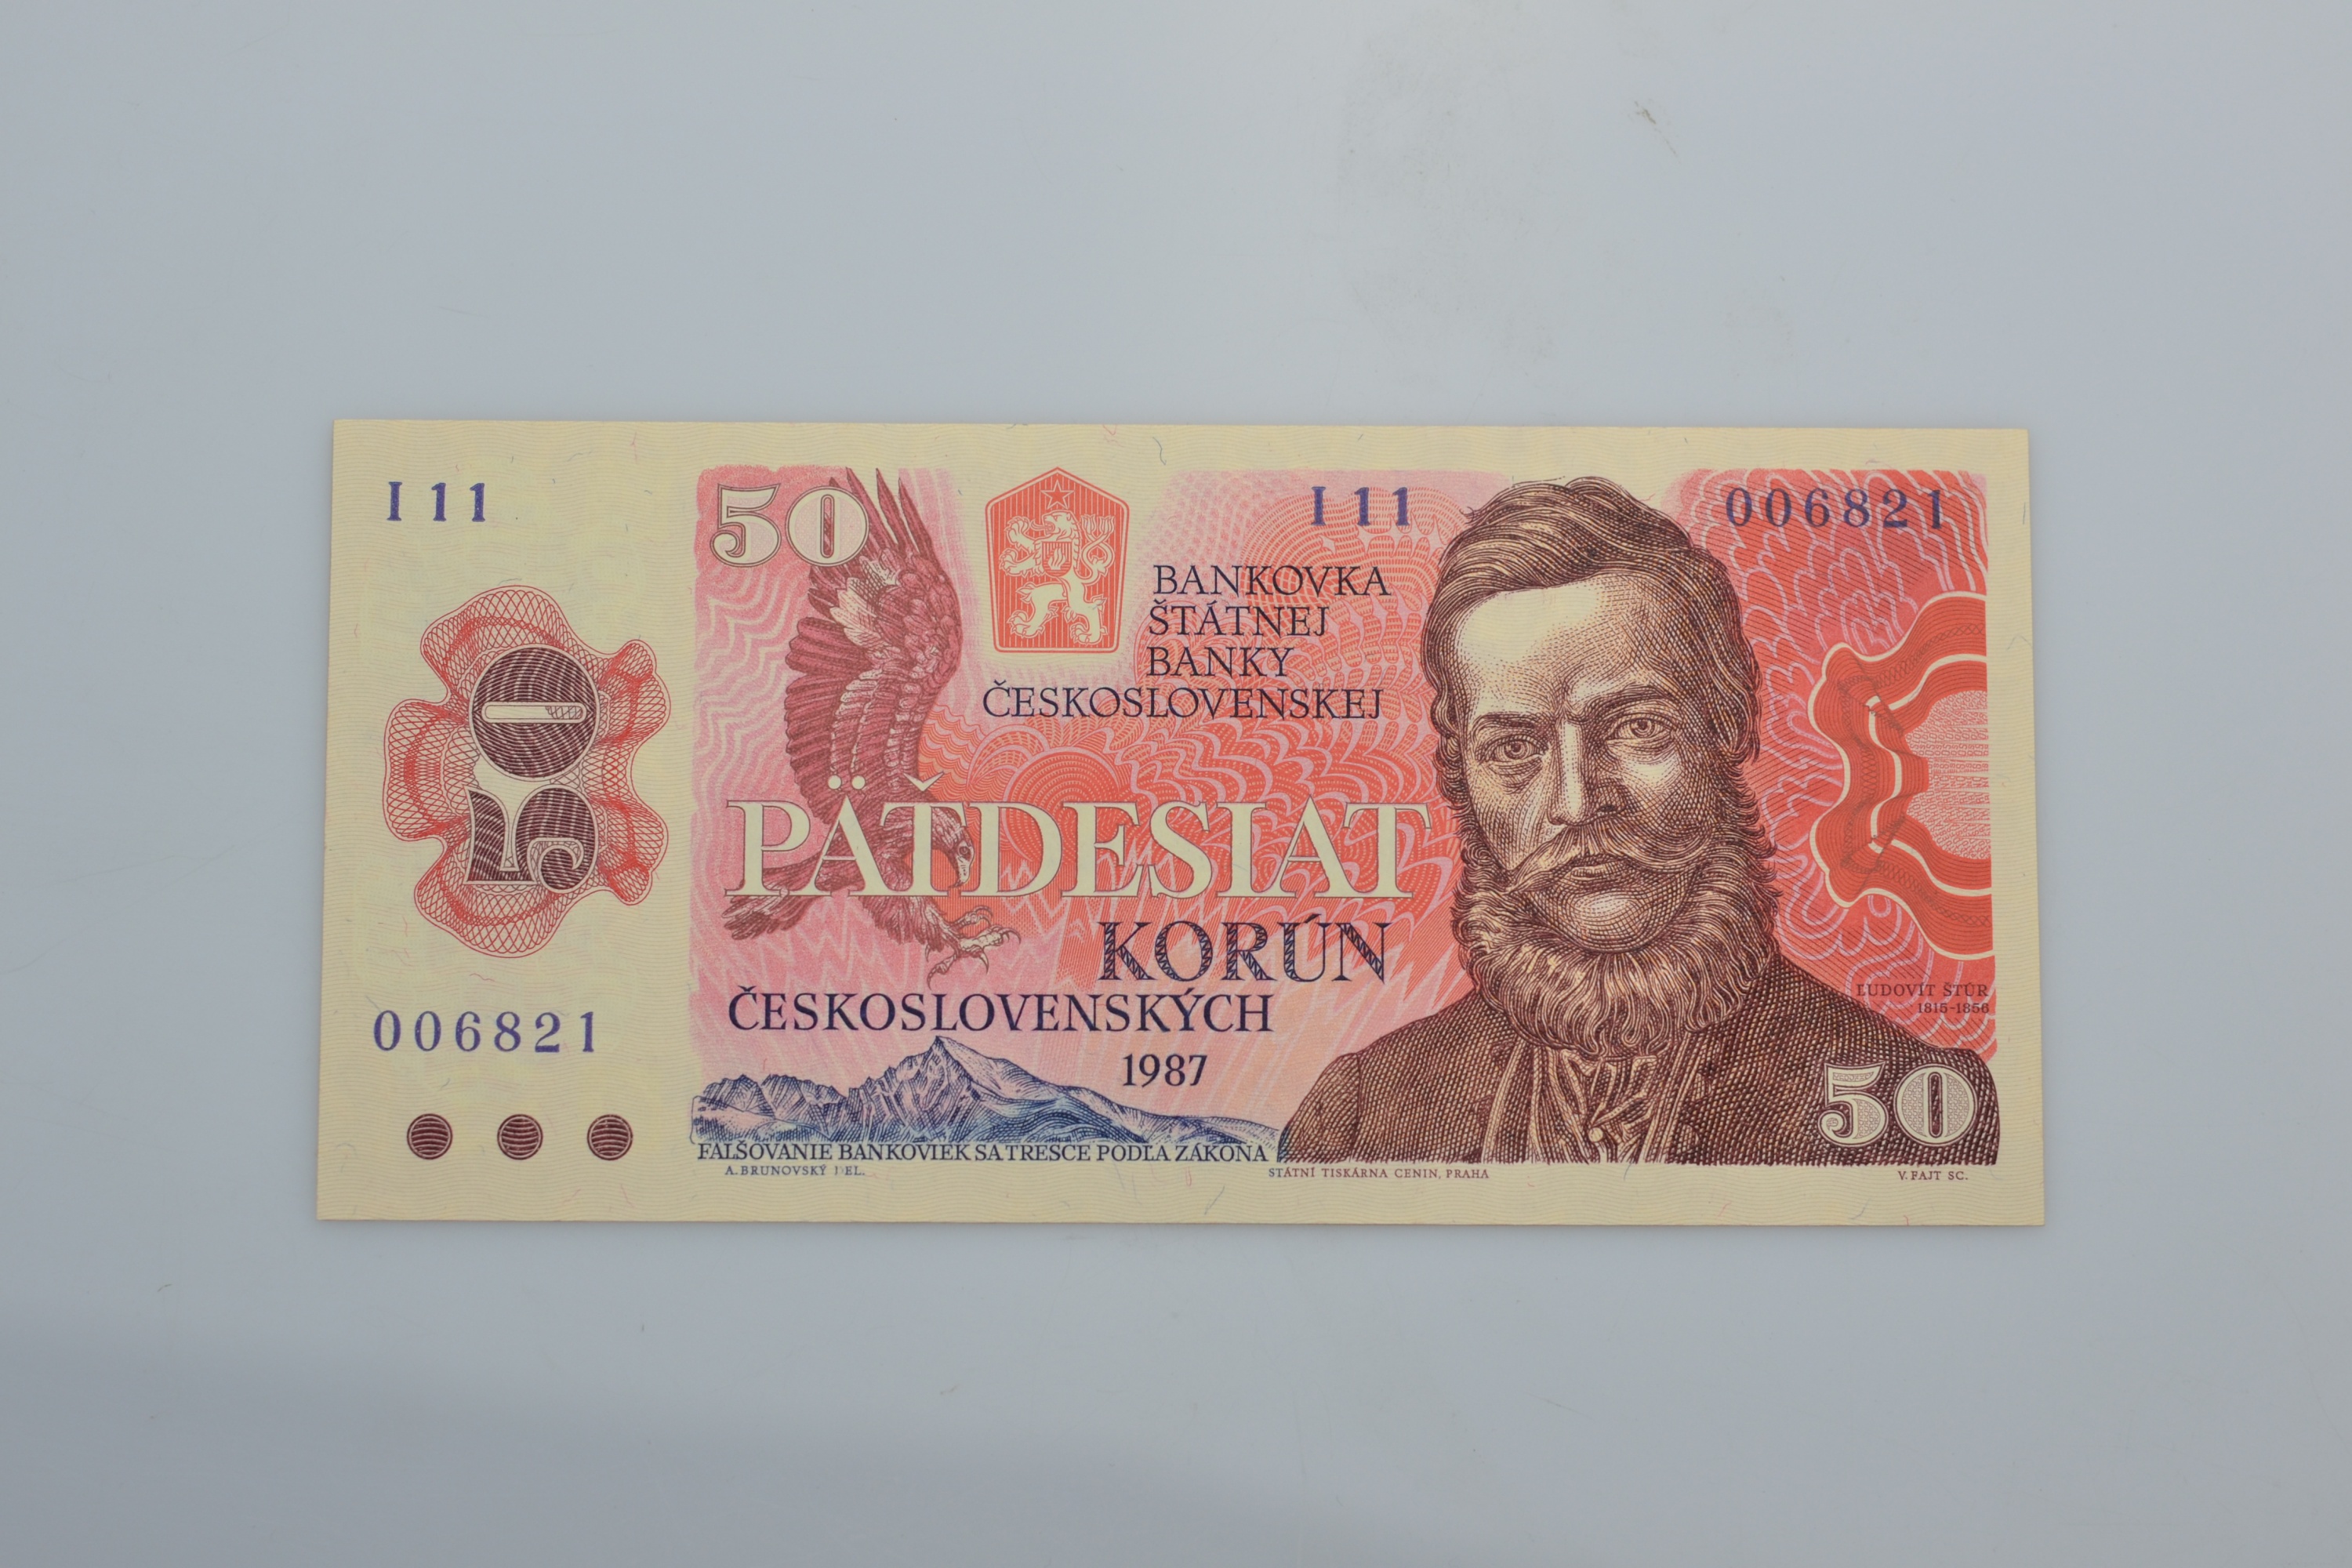 I 11
50
006821
50
I 11
006821
BANKOVKA
ŠTÁTNEJ
BANKY
ČESKOSLOVENSKEJ
PÄŤDESIAT
KORÚN
ČESKOSLOVENSKÝCH
1987
ĽUDOVÍT ŠTÚR
1815-1856
50
FALŠOVANIE BANKOVIEK SA TRESCE PODĽA ZÁKONA
A. BRUNOVSKÝ DEL.
STÁTNÍ TISKÁRNA CENIN, PRAHA
V. FAJT SC.